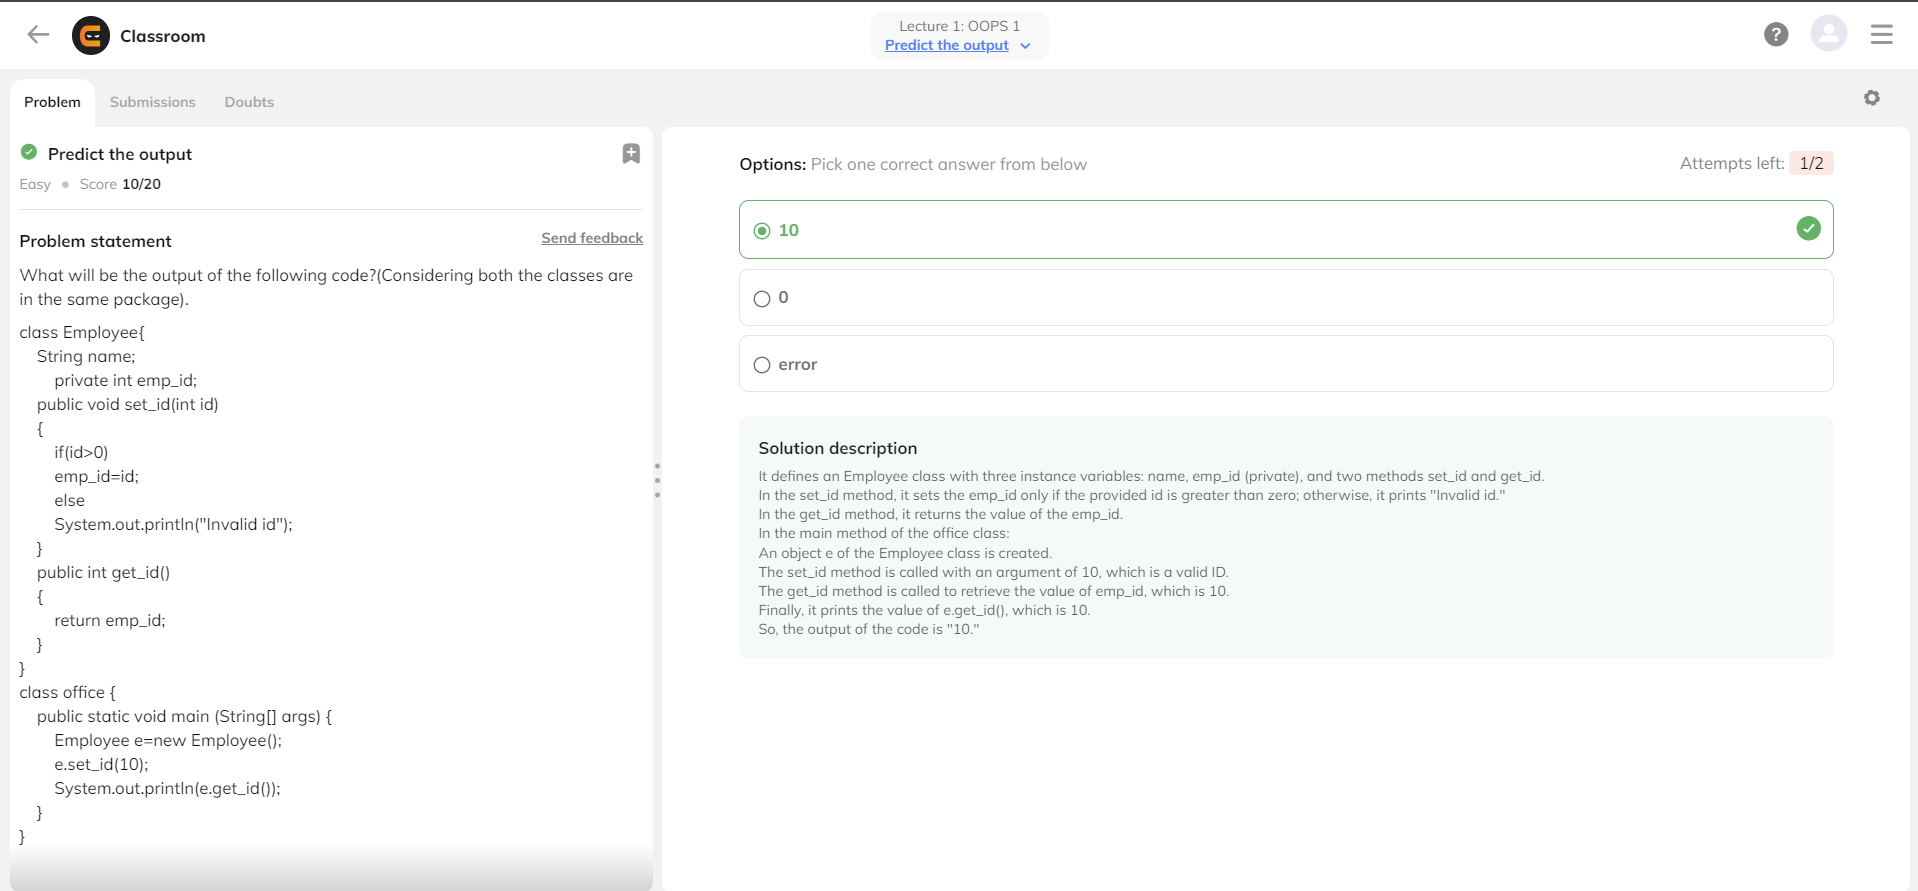 Classroom
Lecture 1: OOPS 1
Predict the output
?
Problem
Submissions
Doubts
Predict the output
Easy
Score 10/20
Problem statement
Send feedback
What will be the output of the following code?(Considering both the classes are
in the same package).
class Employee{
String name;
private int emp_id;
public void set_id(int id)
{
if(id>0)
emp_id=id;
else
System.out.println("Invalid id");
}
public int get_id()
{
return emp_id;
}
}
class office {
public static void main (String[] args) {
Employee e=new Employee();
e.set_id(10);
System.out.println(e.get_id());
}
}
Options: Pick one correct answer from below
Attempts left: 1/2
10
0
error
Solution description
It defines an Employee class with three instance variables: name, emp_id (private), and two methods set_id and get_id.
In the set_id method, it sets the emp_id only if the provided id is greater than zero; otherwise, it prints "Invalid id."
In the get_id method, it returns the value of the emp_id.
In the main method of the office class:
An object e of the Employee class is created.
The set_id method is called with an argument of 10, which is a valid ID.
The get_id method is called to retrieve the value of emp_id, which is 10.
Finally, it prints the value of e.get_id(), which is 10.
So, the output of the code is "10."